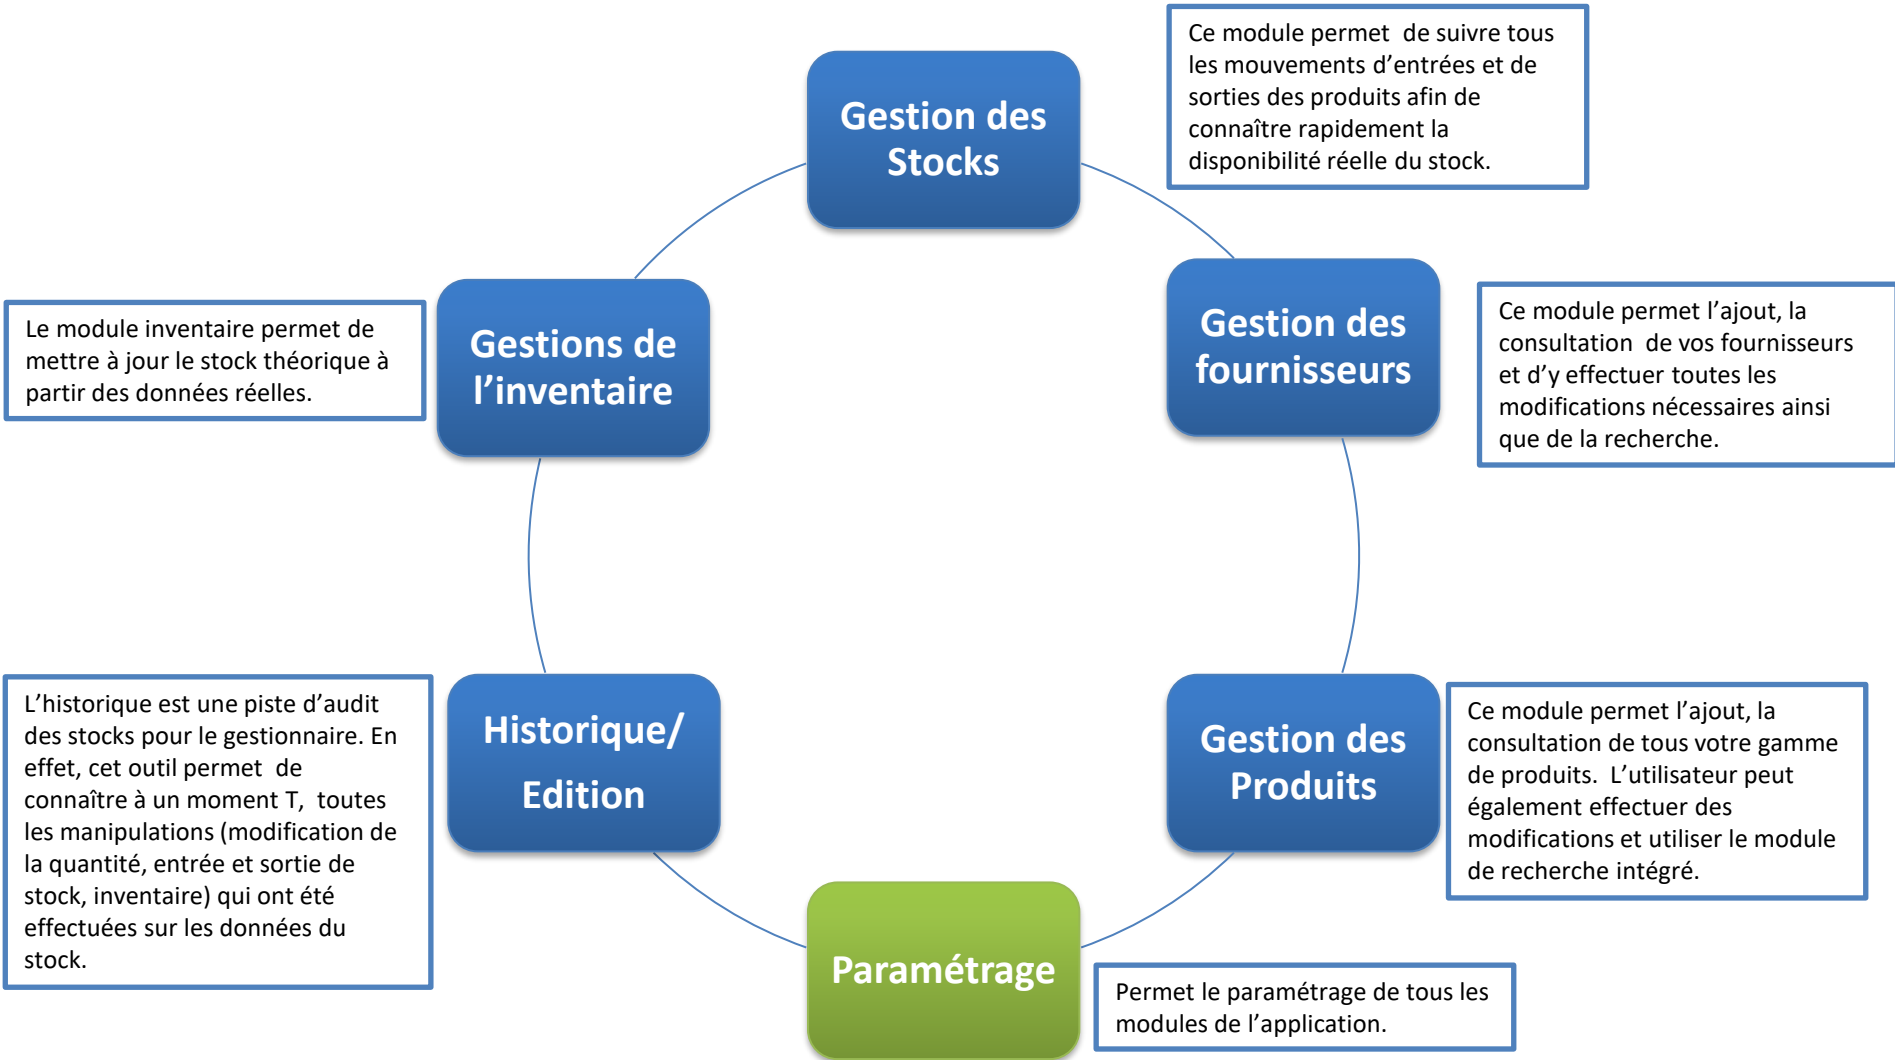 Gestion des
Stocks
Ce module permet  de suivre tous
les mouvements d’entrées et de
sorties des produits afin de
connaître rapidement la
disponibilité réelle du stock.
Gestion des
fournisseurs
Ce module permet l’ajout, la
consultation  de vos fournisseurs
et d’y effectuer toutes les
modifications nécessaires ainsi
que de la recherche.
Gestion des
Produits
Ce module permet l’ajout, la
consultation de tous votre gamme
de produits.  L’utilisateur peut
également effectuer des
modifications et utiliser le module
de recherche intégré.
Paramétrage
Permet le paramétrage de tous les
modules de l’application.
Historique/
Edition
L’historique est une piste d’audit
des stocks pour le gestionnaire. En
effet, cet outil permet  de
connaître à un moment T,  toutes
les manipulations (modification de
la quantité, entrée et sortie de
stock, inventaire) qui ont été
effectuées sur les données du
stock.
Gestions de
l’inventaire
Le module inventaire permet de
mettre à jour le stock théorique à
partir des données réelles.